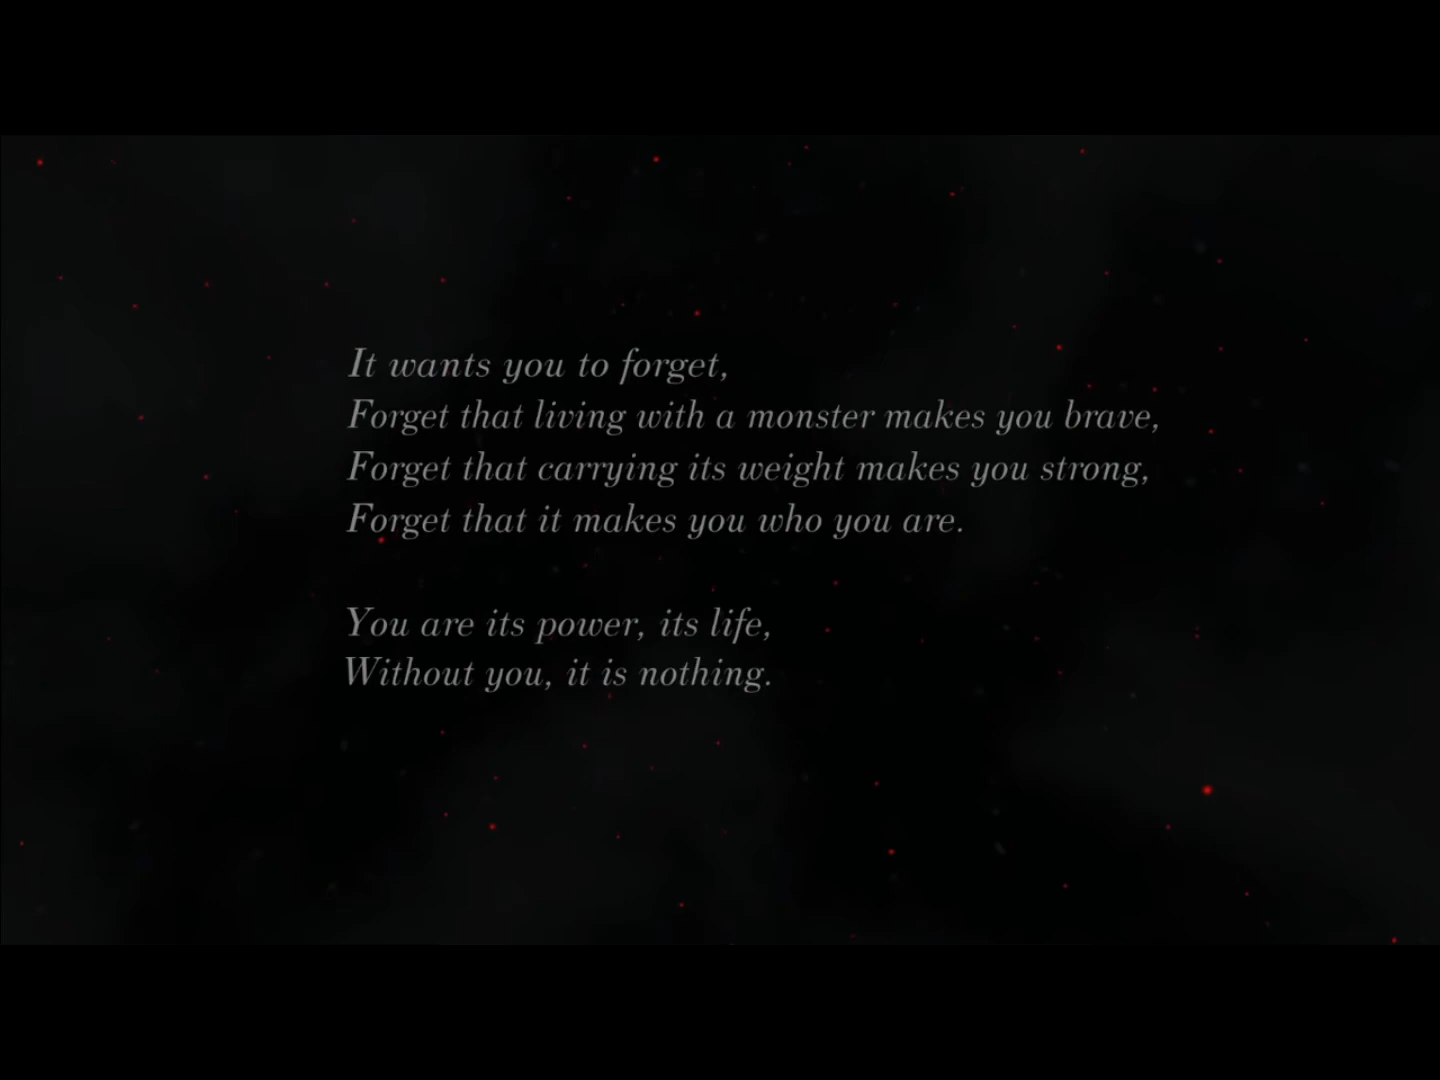 It wants you to forget,
Forget that living with a monster makes you brave,
Forget that carrying its weight makes you strong,
Forget that it makes you who you are.
You are its power, its life,
Without you, it is nothing.